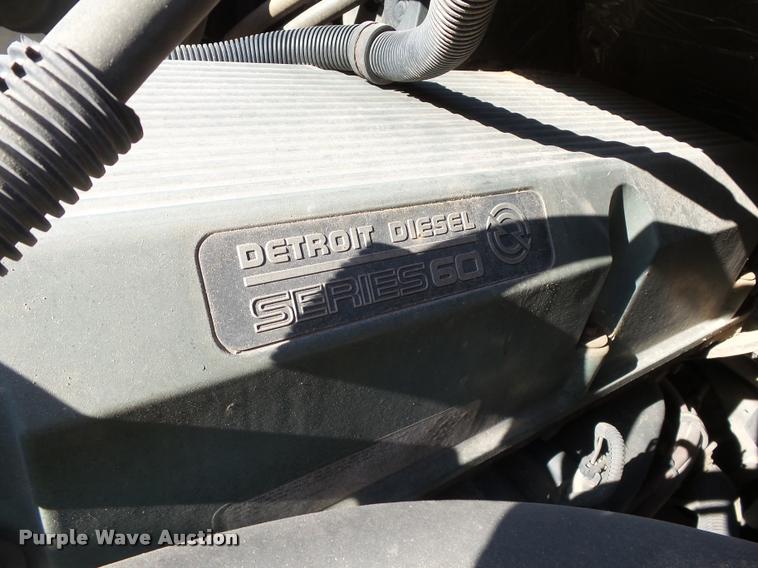 DETROIT DIESEL
SERIES 60
Purple Wave Auction